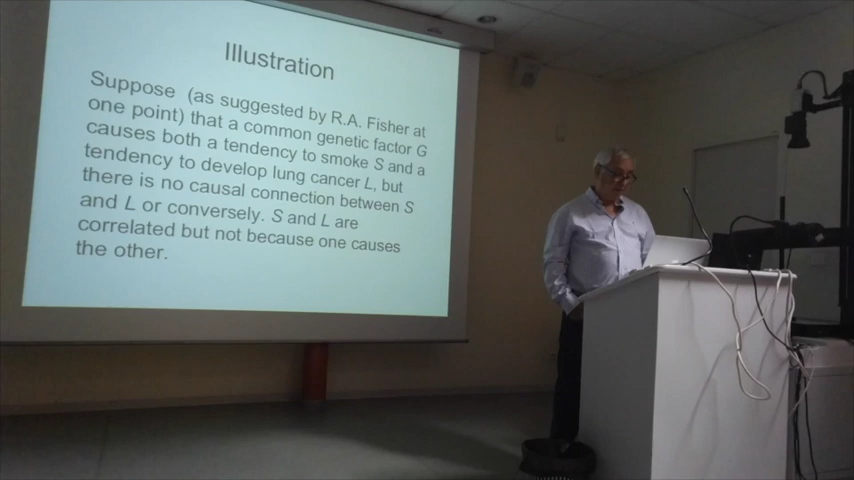 Illustration
Suppose (as suggested by R.A. Fisher at
one point) that a common genetic factor G
causes both a tendency to smoke S and a
tendency to develop lung cancer L, but
there is no causal connection between S
and L or conversely. S and L are
correlated but not because one causes
the other.